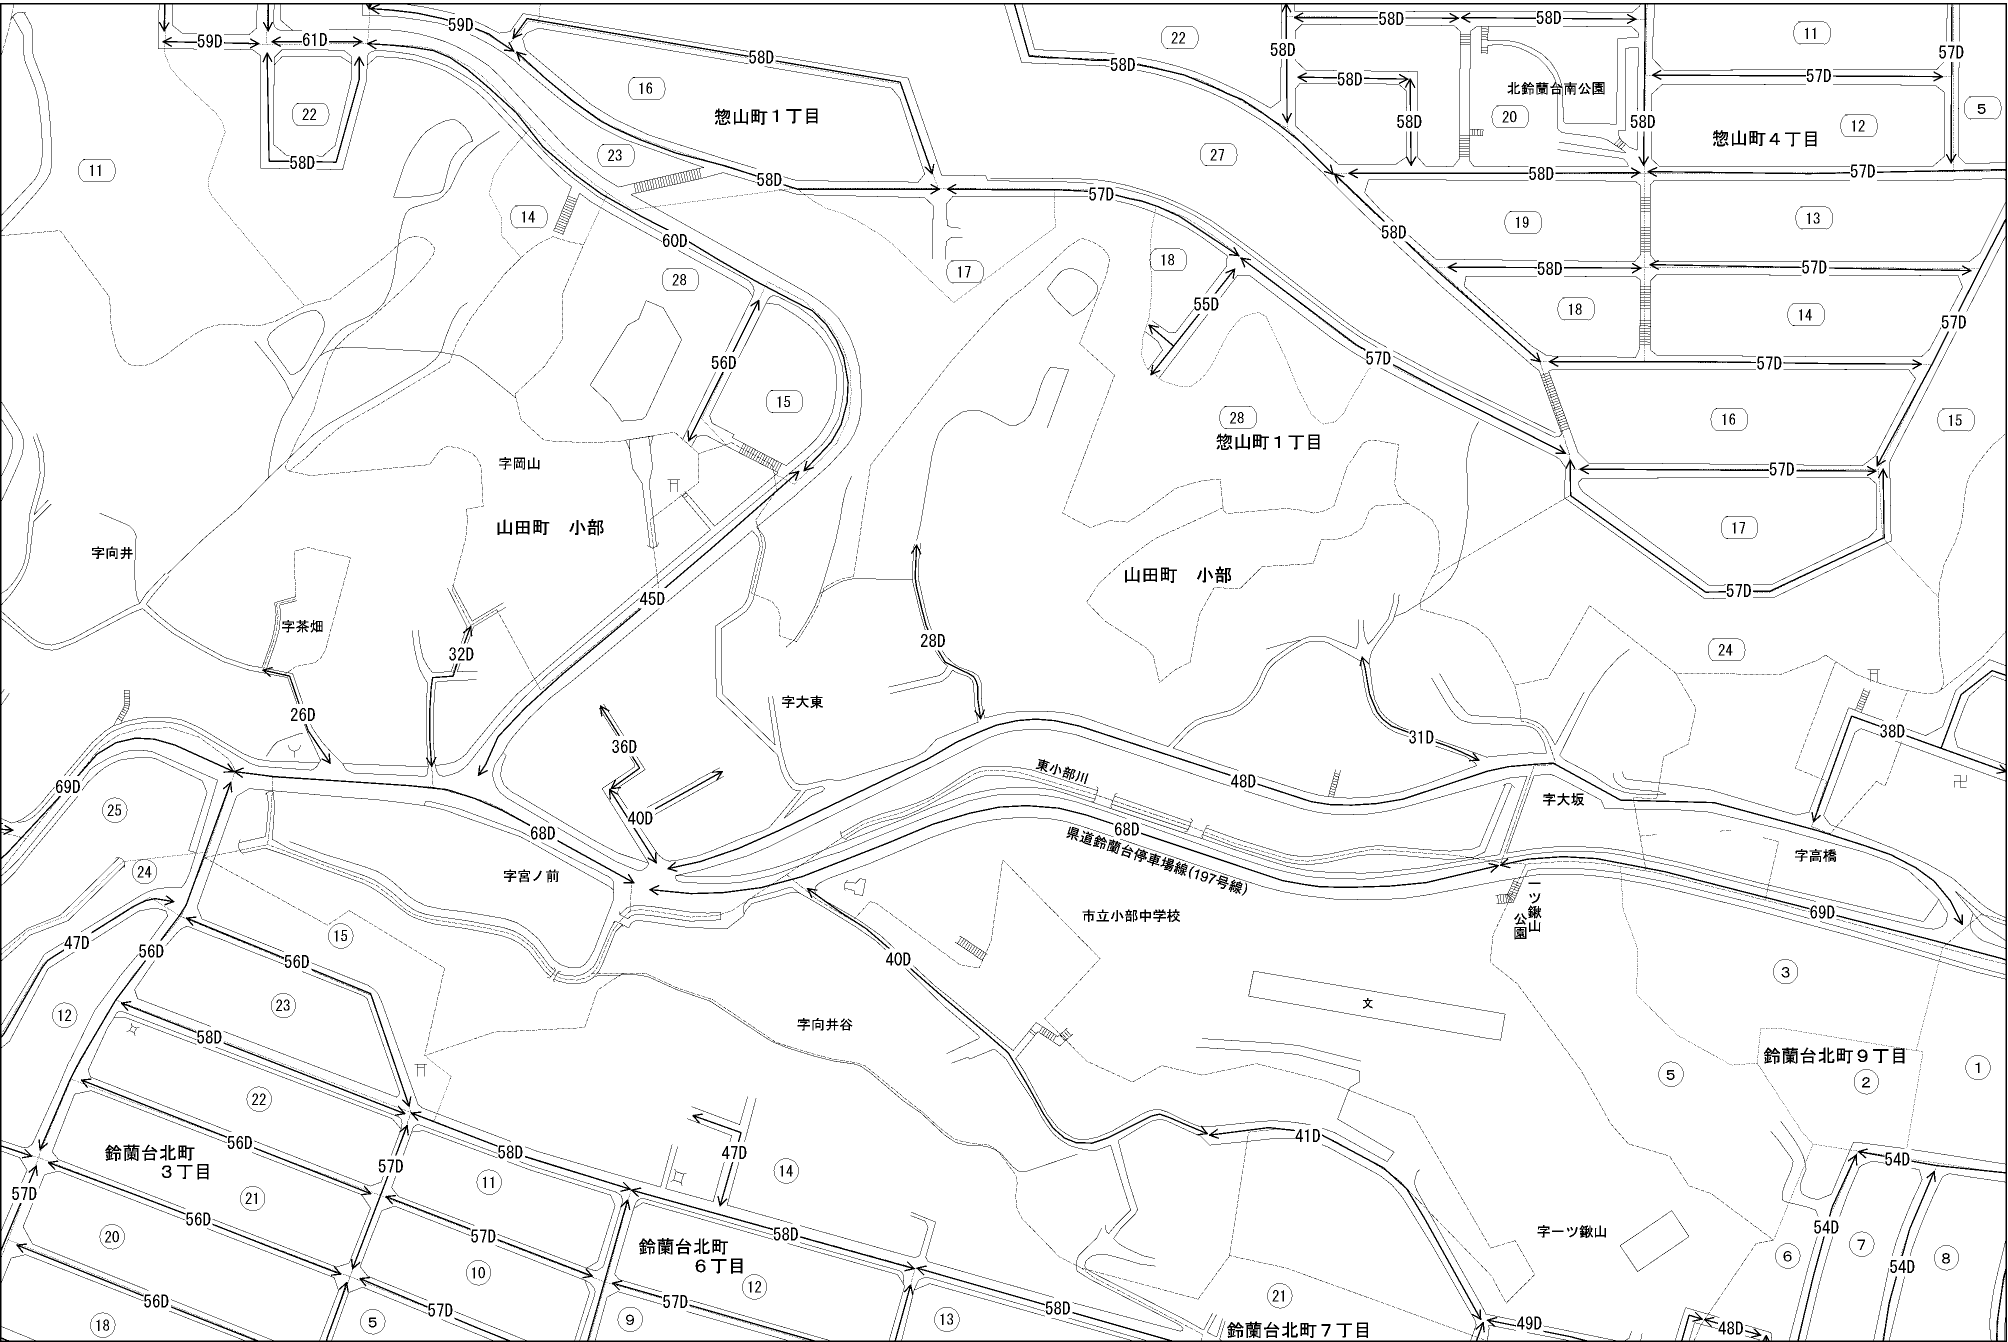 59D
61D
59D
58D
22
58D
58D
11
16
惣山町１丁目
58D
58D
58D
58D
57D
57D
北鈴蘭台南公園
20
58D
58D
12
5
惣山町４丁目
22
58D
11
23
27
58D
58D
57D
14
57D
19
13
60D
58D
28
17
18
58D
57D
55D
18
14
56D
57D
57D
57D
15
28
16
15
惣山町１丁目
字岡山
57D
山田町　小部
17
字向井
山田町　小部
57D
45D
字茶畑
32D
28D
24
字大東
26D
36D
31D
38D
69D
東小部川
48D
25
40D
68D
68D
字大坂
県道鈴蘭台停車場線(197号線)
字高橋
24
字宮ノ前
一ツ鍬山
公園
69D
47D
56D
15
市立小部中学校
56D
40D
3
23
12
文
字向井谷
58D
鈴蘭台北町９丁目
5
2
1
22
56D
58D
41D
鈴蘭台北町
３丁目
57D
47D
14
54D
57D
11
21
56D
57D
58D
54D
字一ツ鍬山
20
鈴蘭台北町
６丁目
6
7
8
10
12
54D
56D
57D
57D
58D
21
18
5
9
13
鈴蘭台北町７丁目
49D
48D